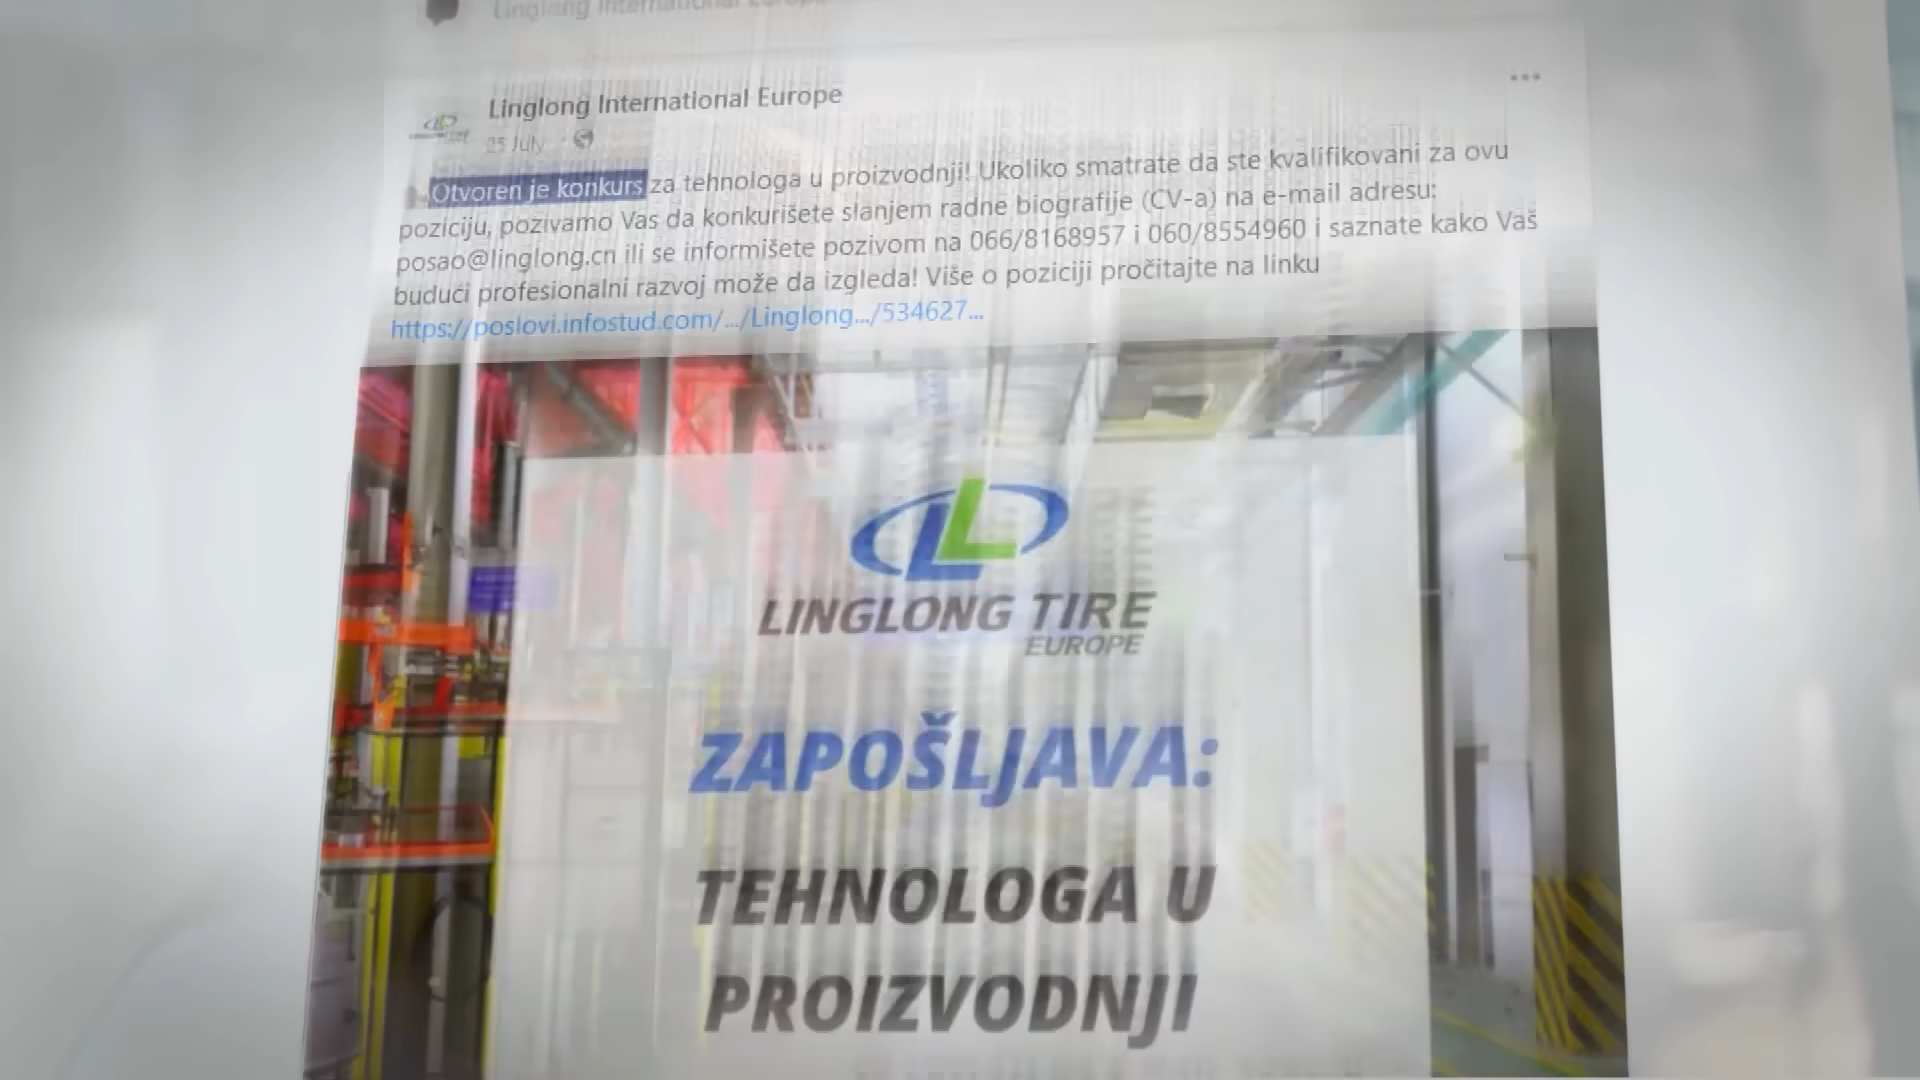 Linglong International Europe
Linglong International Europe
25 July
Otvoren je konkurs za tehnologa u proizvodnji! Ukoliko smatrate da ste kvalifikovani za ovu
poziciju, pozivamo Vas da konkurišete slanjem radne biografije (CV-a) na e-mail adresu:
posao@linglong.cn ili se informišete pozivom na 066/8168957 i 060/8554960 i saznate kako Vaš
budući profesionalni razvoj može da izgleda! Više o poziciji pročitajte na linku
https://poslovi.infostud.com/.../Linglong.../534627...
LINGLONG TIRE
EUROPE
ZAPOŠLJAVA:
TEHNOLOGA U
PROIZVODNJI